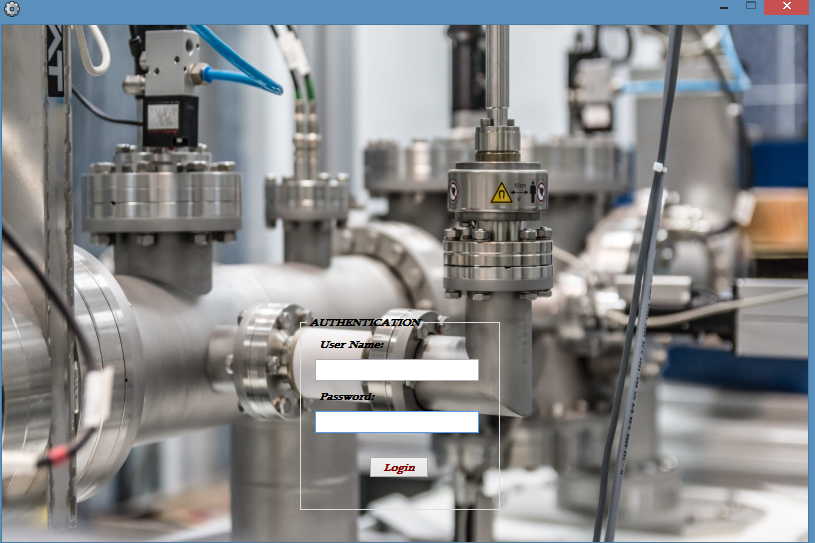 AUTHENTICATION
User Name:
Password:
Login